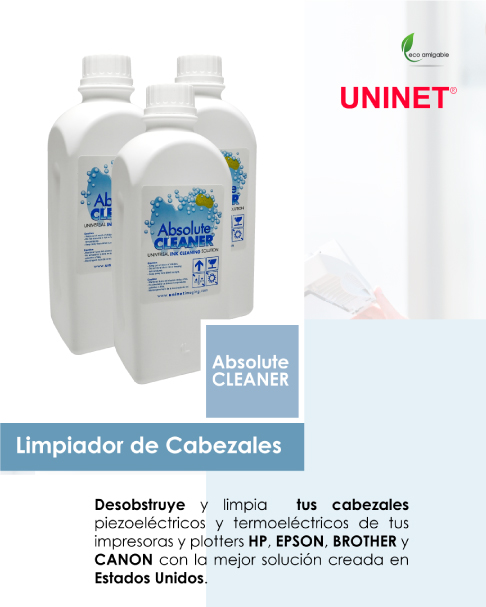 eco amigable
UNINET®
Absolute
CLEANER
UNIVERSAL INK CLEANING SOLUTION
www.uninetimaging.com
Absolute
CLEANER
Limpiador de Cabezales
Desobstruye y limpia tus cabezales
piezoeléctricos y termoeléctricos de tus
impresoras y plotters HP, EPSON, BROTHER y
CANON con la mejor solución creada en
Estados Unidos.